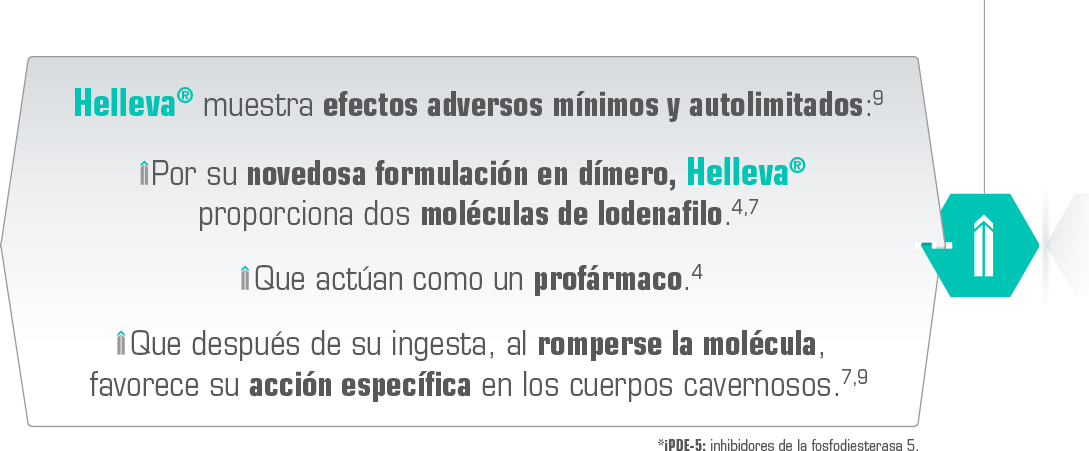 Helleva® muestra efectos adversos mínimos y autolimitados:9
Por su novedosa formulación en dímero, Helleva®
proporciona dos moléculas de lodenafilo.4,7
Que actúan como un profármaco.4
Que después de su ingesta, al romperse la molécula,
favorece su acción específica en los cuerpos cavernosos.7,9
*iPDE-5: inhibidores de la fosfodiesterasa 5.